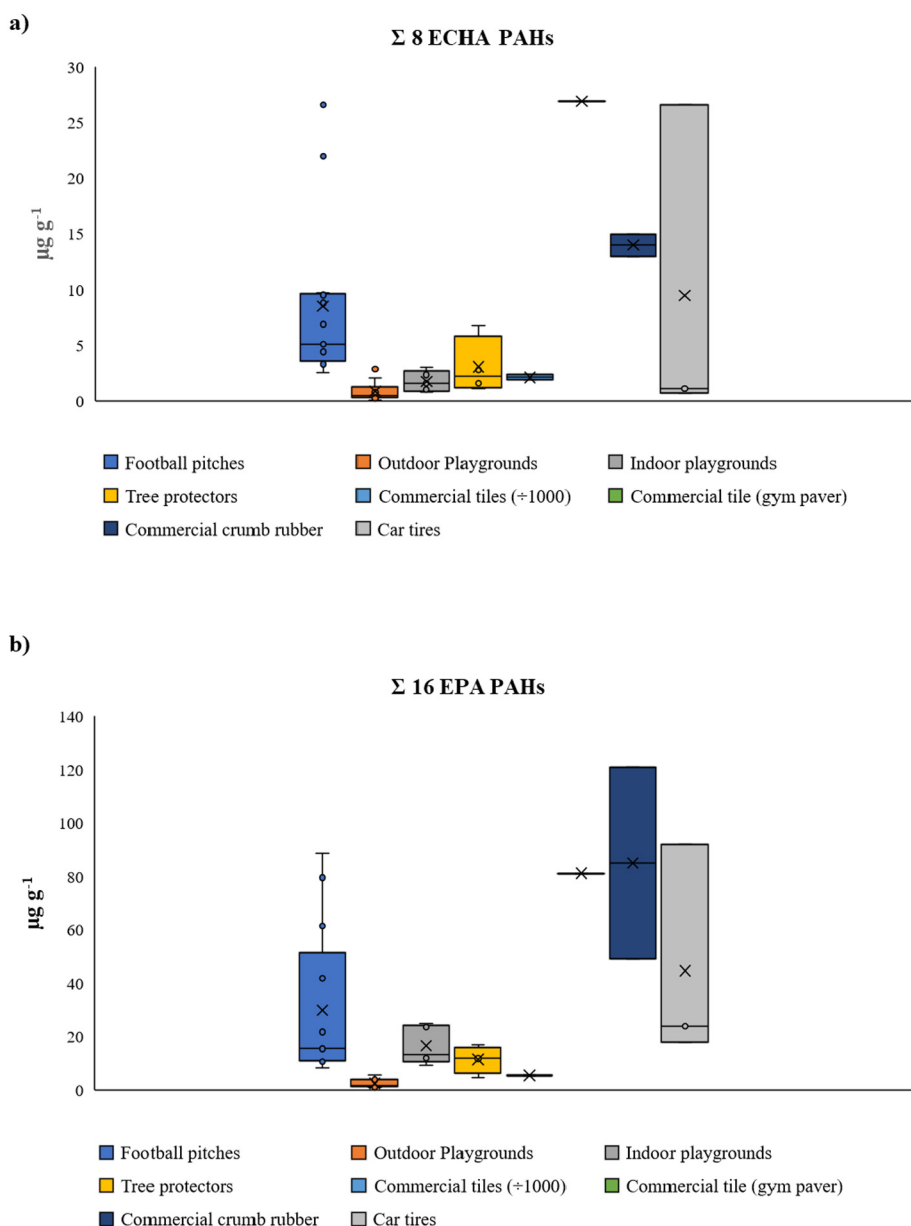 a)
Σ 8 ECHA PAHs
30
25
20
15
10
5
0
µg g⁻¹
Football pitches Outdoor Playgrounds Indoor playgrounds
Tree protectors Commercial tiles (÷1000) Commercial tile (gym paver)
Commercial crumb rubber Car tires
b)
Σ 16 EPA PAHs
140
120
100
80
60
40
20
0
µg g⁻¹
Football pitches Outdoor Playgrounds Indoor playgrounds
Tree protectors Commercial tiles (÷1000) Commercial tile (gym paver)
Commercial crumb rubber Car tires